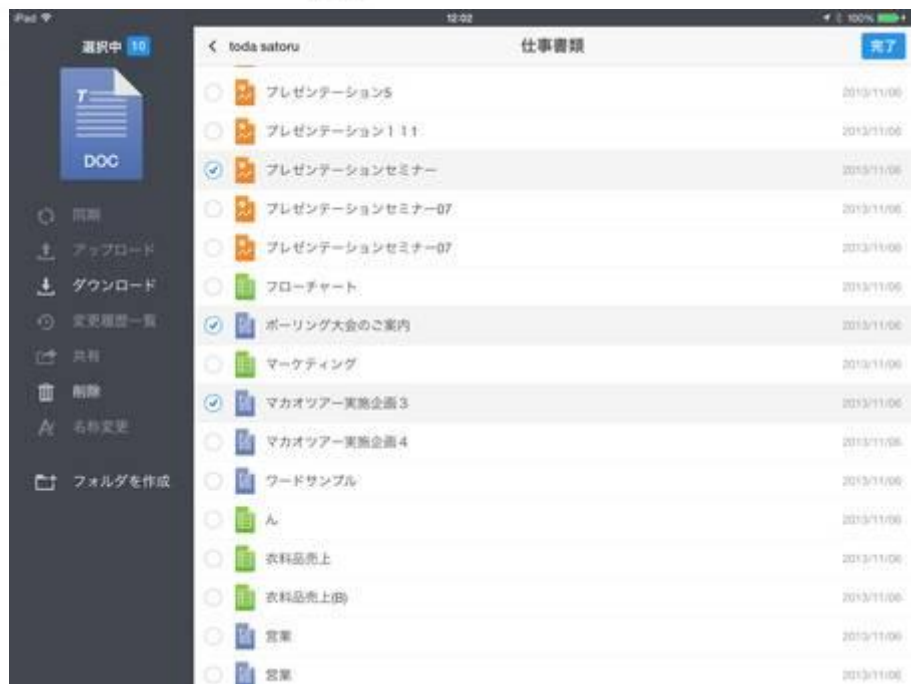 iPad
12:02
100%
選択中 10
T
DOC
同期
アップロード
ダウンロード
変更履歴一覧
共有
削除
名称変更
フォルダを作成
toda satoru
仕事書類
完了
プレゼンテーション5
2013/11/06
プレゼンテーション111
2013/11/06
プレゼンテーションセミナー
2013/11/06
プレゼンテーションセミナー07
2013/11/06
プレゼンテーションセミナー07
2013/11/06
フローチャート
2013/11/06
ボーリング大会のご案内
2013/11/06
マーケティング
2013/11/06
マカオツアー実施企画3
2013/11/06
マカオツアー実施企画4
2013/11/06
ワードサンプル
2013/11/06
ん
2013/11/06
衣料品売上
2013/11/06
衣料品売上(B)
2013/11/06
営業
2013/11/06
営業
2013/11/06